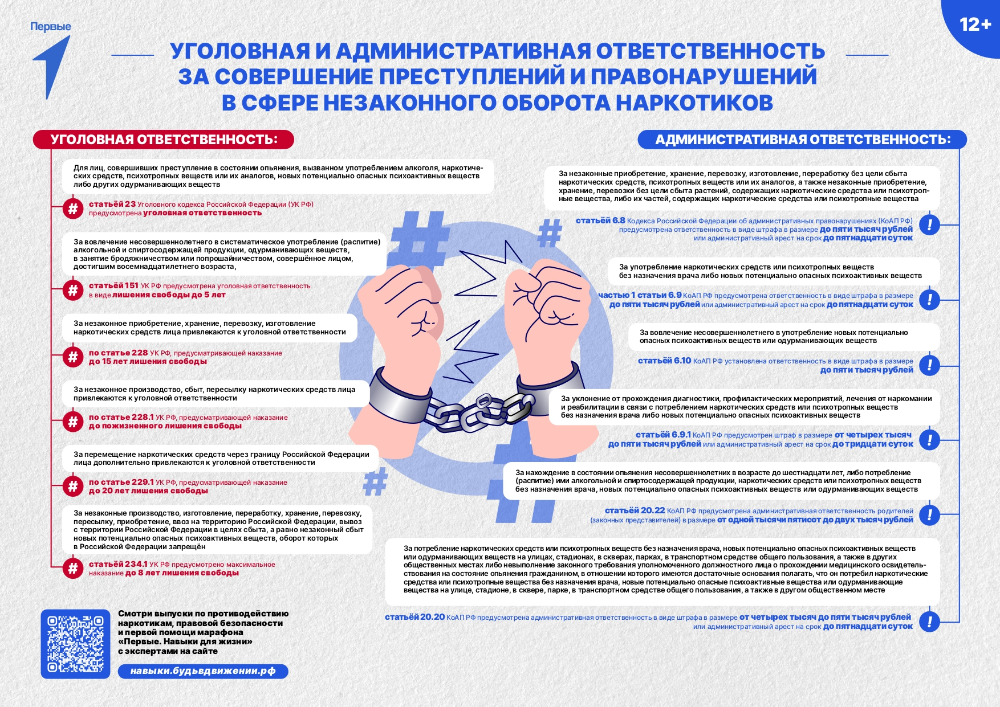 Первые
12+
УГОЛОВНАЯ И АДМИНИСТРАТИВНАЯ ОТВЕТСТВЕННОСТЬ
ЗА СОВЕРШЕНИЕ ПРЕСТУПЛЕНИЙ И ПРАВОНАРУШЕНИЙ
В СФЕРЕ НЕЗАКОННОГО ОБОРОТА НАРКОТИКОВ
УГОЛОВНАЯ ОТВЕТСТВЕННОСТЬ:
Для лиц, совершивших преступление в состоянии опьянения, вызванном употреблением алкоголя, наркотиче-
ских средств, психотропных веществ или их аналогов, новых потенциально опасных психоактивных веществ
либо других одурманивающих веществ
# статьёй 23 Уголовного кодекса Российской Федерации (УК РФ)
предусмотрена уголовная ответственность
За вовлечение несовершеннолетнего в систематическое употребление (распитие)
алкогольной и спиртосодержащей продукции, одурманивающих веществ,
в занятие бродяжничеством или попрошайничеством, совершённое лицом,
достигшим восемнадцатилетнего возраста,
# статьёй 151 УК РФ предусмотрена уголовная ответственность
в виде лишения свободы до 5 лет
За незаконное приобретение, хранение, перевозку, изготовление
наркотических средств лица привлекаются к уголовной ответственности
# по статье 228 УК РФ, предусматривающей наказание
до 15 лет лишения свободы
За незаконное производство, сбыт, пересылку наркотических средств лица
привлекаются к уголовной ответственности
# по статье 228.1 УК РФ, предусматривающей наказание
до пожизненного лишения свободы
За перемещение наркотических средств через границу Российской Федерации
лица дополнительно привлекаются к уголовной ответственности
# по статье 229.1 УК РФ, предусматривающей наказание
до 20 лет лишения свободы
За незаконные производство, изготовление, переработку, хранение, перевозку,
пересылку, приобретение, ввоз на территорию Российской Федерации, вывоз
с территории Российской Федерации в целях сбыта, а равно незаконный сбыт
новых потенциально опасных психоактивных веществ, оборот которых
в Российской Федерации запрещён
# статьёй 234.1 УК РФ предусмотрено максимальное
наказание до 8 лет лишения свободы
АДМИНИСТРАТИВНАЯ ОТВЕТСТВЕННОСТЬ:
За незаконные приобретение, хранение, перевозку, изготовление, переработку без цели сбыта
наркотических средств, психотропных веществ или их аналогов, а также незаконные приобретение,
хранение, перевозки без цели сбыта растений, содержащих наркотические средства или психотроп-
ные вещества, либо их частей, содержащих наркотические средства или психотропные вещества
статьёй 6.8 Кодекса Российской Федерации об административных правонарушениях (КоАП РФ) !
предусмотрена ответственность в виде штрафа в размере до пяти тысяч рублей
или административный арест на срок до пятнадцати суток
За употребление наркотических средств или психотропных веществ
без назначения врача либо новых потенциально опасных психоактивных веществ
частью 1 статьи 6.9 КоАП РФ предусмотрена ответственность в виде штрафа в размере !
до пяти тысяч рублей или административный арест на срок до пятнадцати суток
За вовлечение несовершеннолетнего в употребление новых потенциально
опасных психоактивных веществ или одурманивающих веществ
статьёй 6.10 КоАП РФ установлена ответственность в виде штрафа в размере !
до пяти тысяч рублей
За уклонение от прохождения диагностики, профилактических мероприятий, лечения от наркомании
и реабилитации в связи с потреблением наркотических средств или психотропных веществ
без назначения врача либо новых потенциально опасных психоактивных веществ
статьёй 6.9.1 КоАП РФ предусмотрен штраф в размере от четырех тысяч !
до пяти тысяч рублей или административный арест на срок до тридцати суток
За нахождение в состоянии опьянения несовершеннолетних в возрасте до шестнадцати лет, либо потребление
(распитие) ими алкогольной и спиртосодержащей продукции, наркотических средств или психотропных веществ
без назначения врача, новых потенциально опасных психоактивных веществ или одурманивающих веществ
статьёй 20.22 КоАП РФ предусмотрена административная ответственность родителей !
(законных представителей) в размере от одной тысячи пятисот до двух тысяч рублей
За потребление наркотических средств или психотропных веществ без назначения врача, новых потенциально опасных психоактивных веществ
или одурманивающих веществ на улицах, стадионах, в скверах, парках, в транспортном средстве общего пользования, а также в других
общественных местах либо невыполнение законного требования уполномоченного должностного лица о прохождении медицинского освидетель-
ствования на состояние опьянения гражданином, в отношении которого имеются достаточные основания полагать, что он потребил наркотические
средства или психотропные вещества без назначения врача, новые потенциально опасные психоактивные вещества или одурманивающие
вещества на улице, стадионе, в сквере, парке, в транспортном средстве общего пользования, а также в другом общественном месте
статьёй 20.20 КоАП РФ предусмотрена административная ответственность в виде штрафа в размере от четырех тысяч до пяти тысяч рублей !
или административный арест на срок до пятнадцати суток
Смотри выпуски по противодействию
наркотикам, правовой безопасности
и первой помощи марафона
«Первые. Навыки для жизни»
с экспертами на сайте
навыки.будьвдвижении.рф